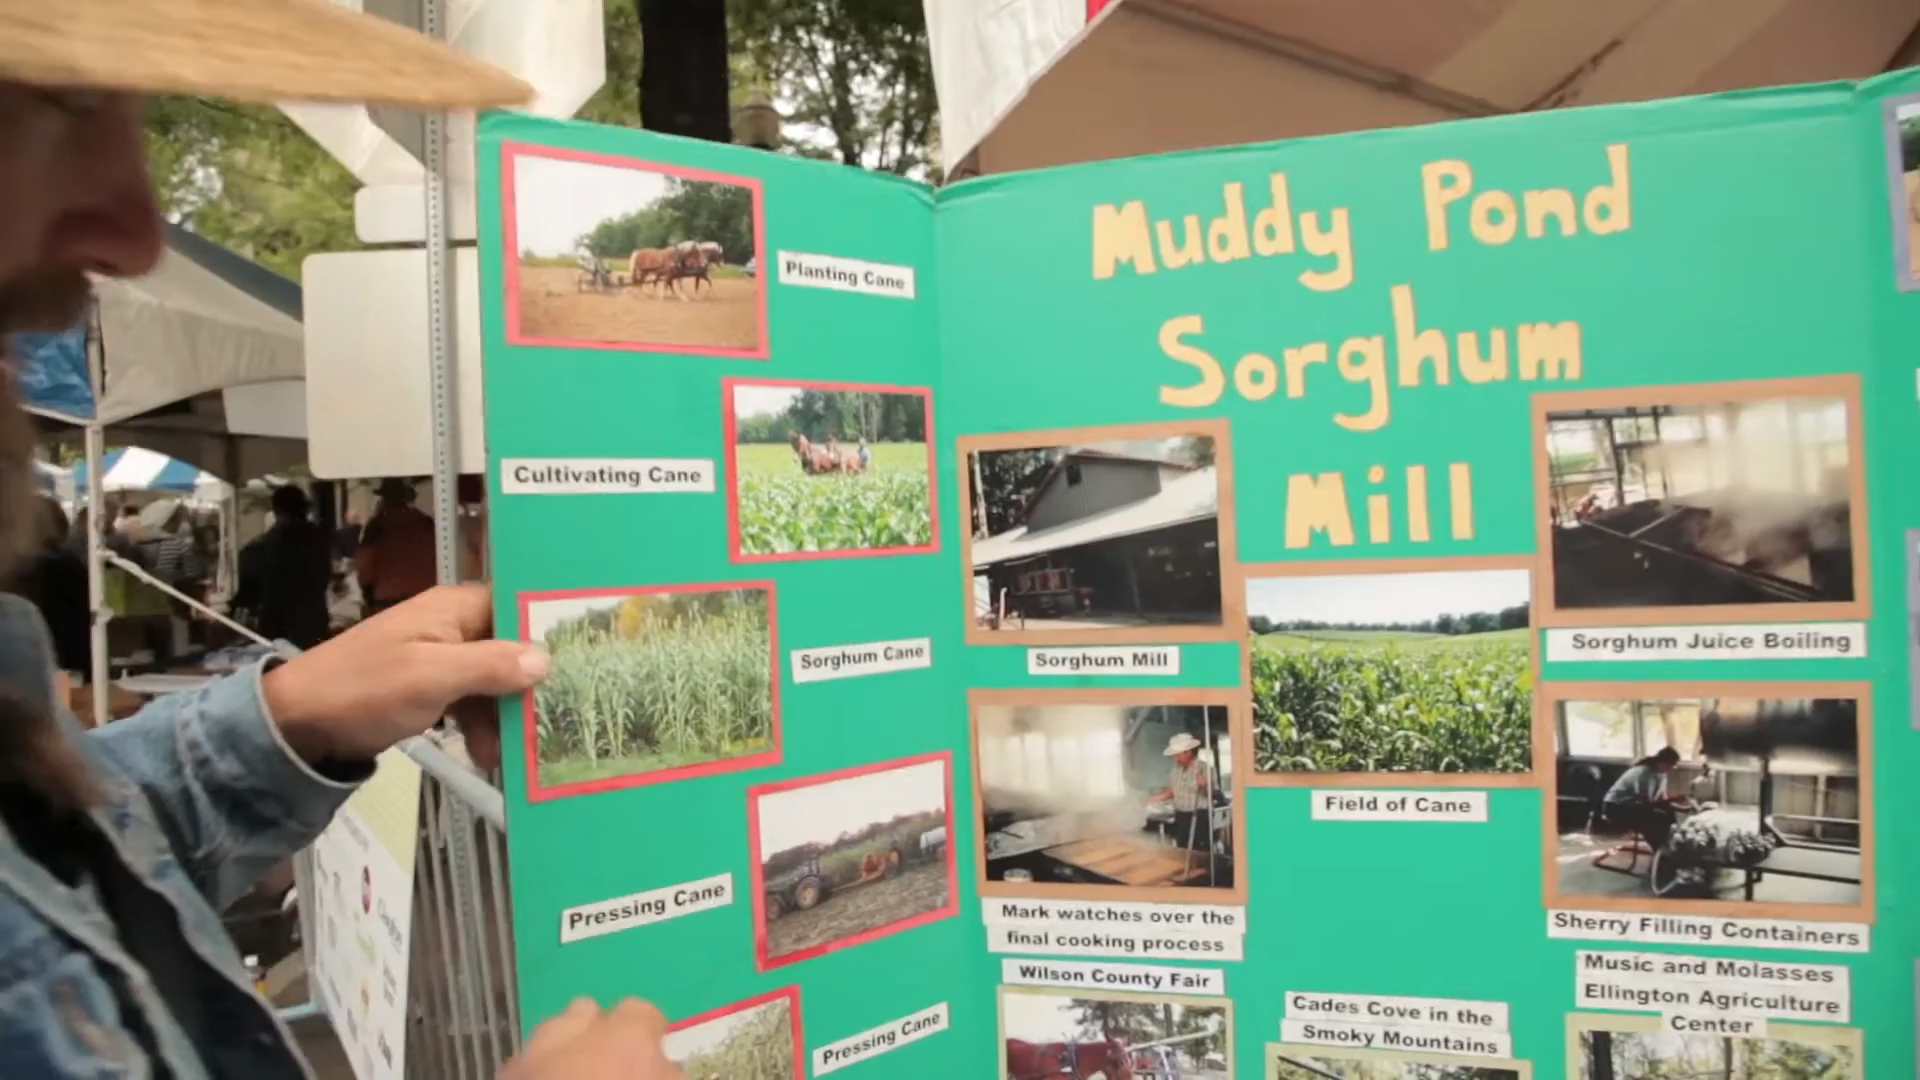 Muddy Pond
Sorghum
Mill
Planting Cane
Cultivating Cane
Sorghum Cane
Pressing Cane
Pressing Cane
Sorghum Mill
Mark watches over the
final cooking process
Wilson County Fair
Field of Cane
Cades Cove in the
Smoky Mountains
Sorghum Juice Boiling
Sherry Filling Containers
Music and Molasses
Ellington Agriculture
Center